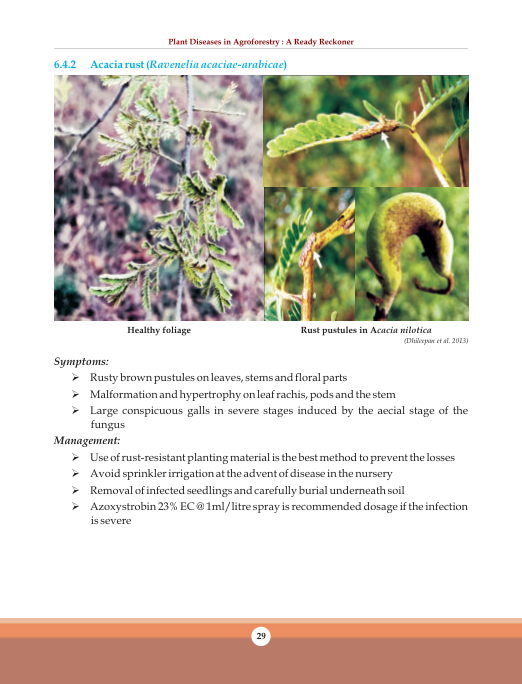 Plant Diseases in Agroforestry : A Ready Reckoner
6.4.2 Acacia rust (Ravenelia acaciae-arabicae)
Healthy foliage
Rust pustules in Acacia nilotica
(Dhileepan et al. 2013)
Symptoms:
➢ Rusty brown pustules on leaves, stems and floral parts
➢ Malformation and hypertrophy on leaf rachis, pods and the stem
➢ Large conspicuous galls in severe stages induced by the aecial stage of the
fungus
Management:
➢ Use of rust-resistant planting material is the best method to prevent the losses
➢ Avoid sprinkler irrigation at the advent of disease in the nursery
➢ Removal of infected seedlings and carefully burial underneath soil
➢ Azoxystrobin 23% EC @ 1ml/litre spray is recommended dosage if the infection
is severe
29